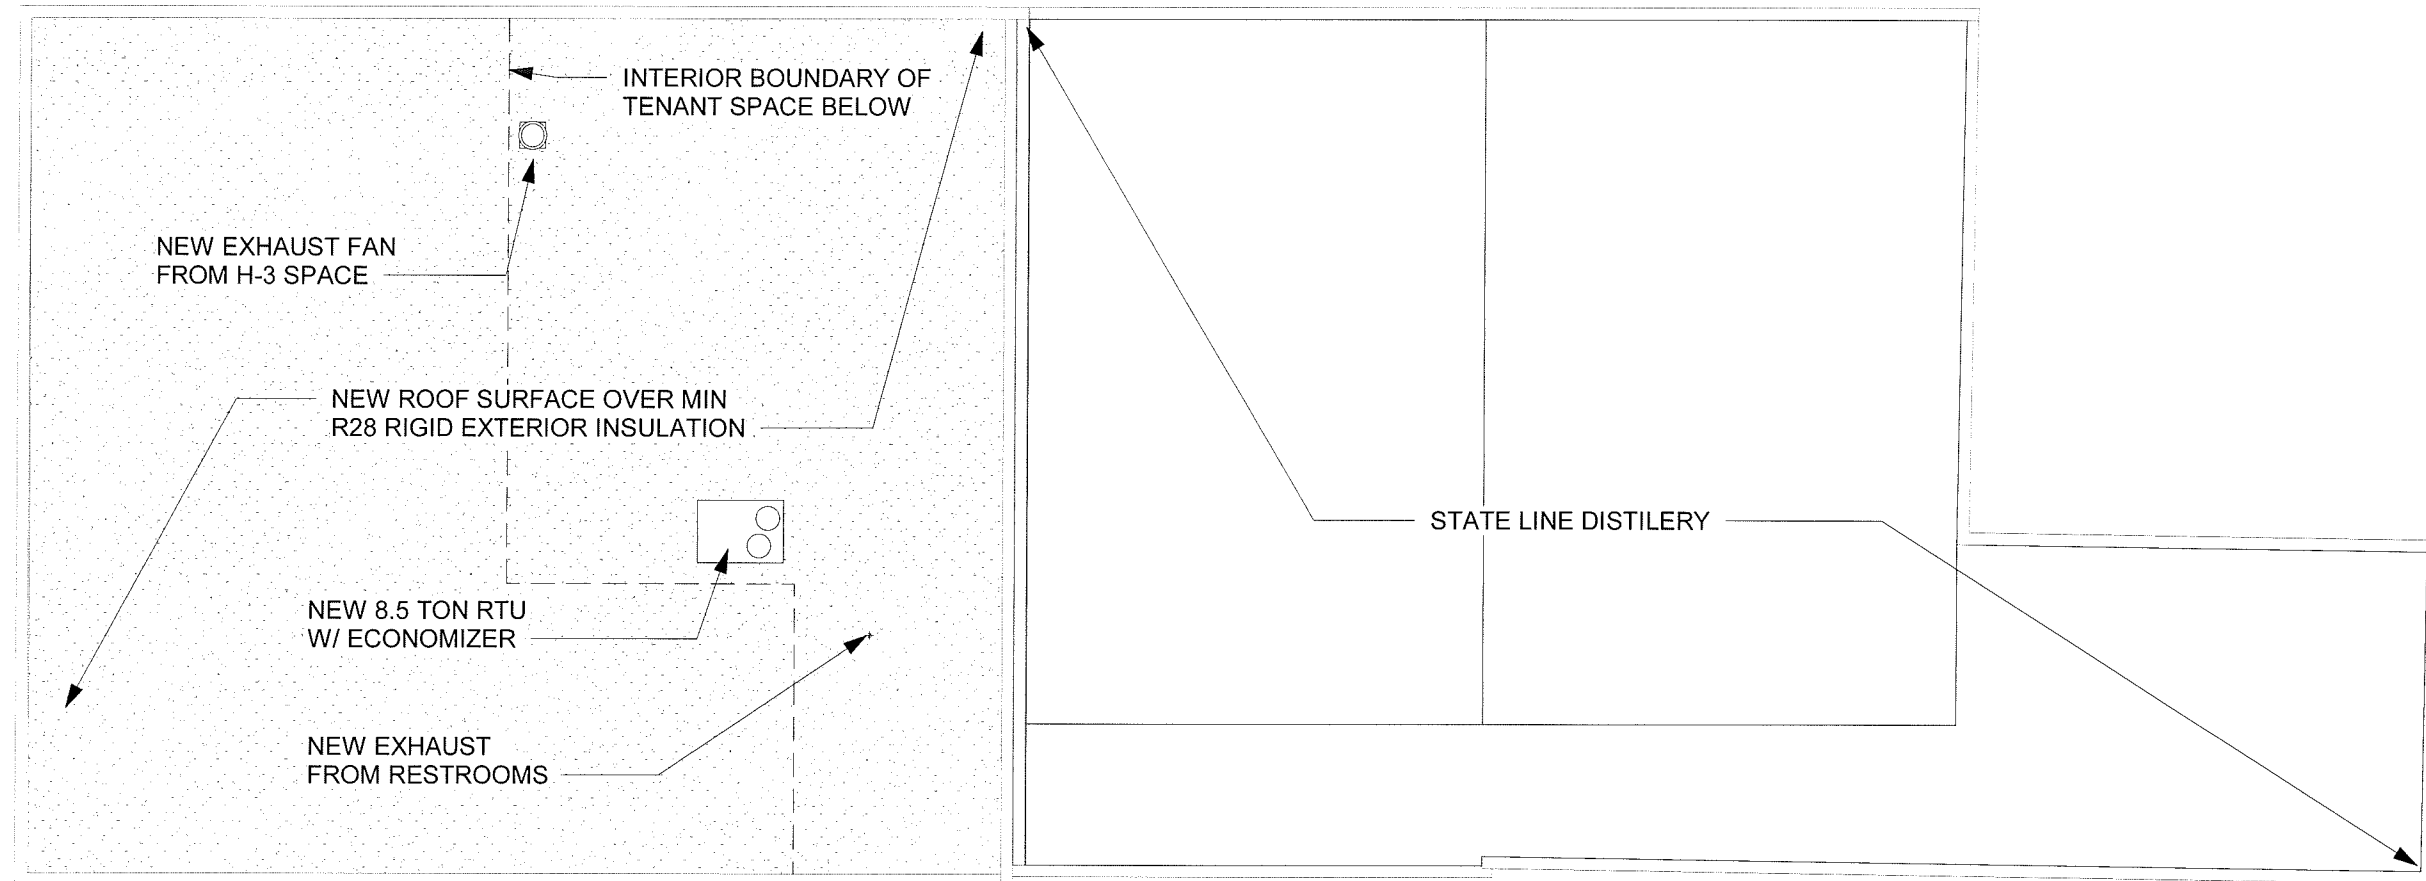 INTERIOR BOUNDARY OF
TENANT SPACE BELOW
NEW EXHAUST FAN
FROM H-3 SPACE
NEW ROOF SURFACE OVER MIN
R28 RIGID EXTERIOR INSULATION
STATE LINE DISTILERY
NEW 8.5 TON RTU
W/ ECONOMIZER
NEW EXHAUST
FROM RESTROOMS